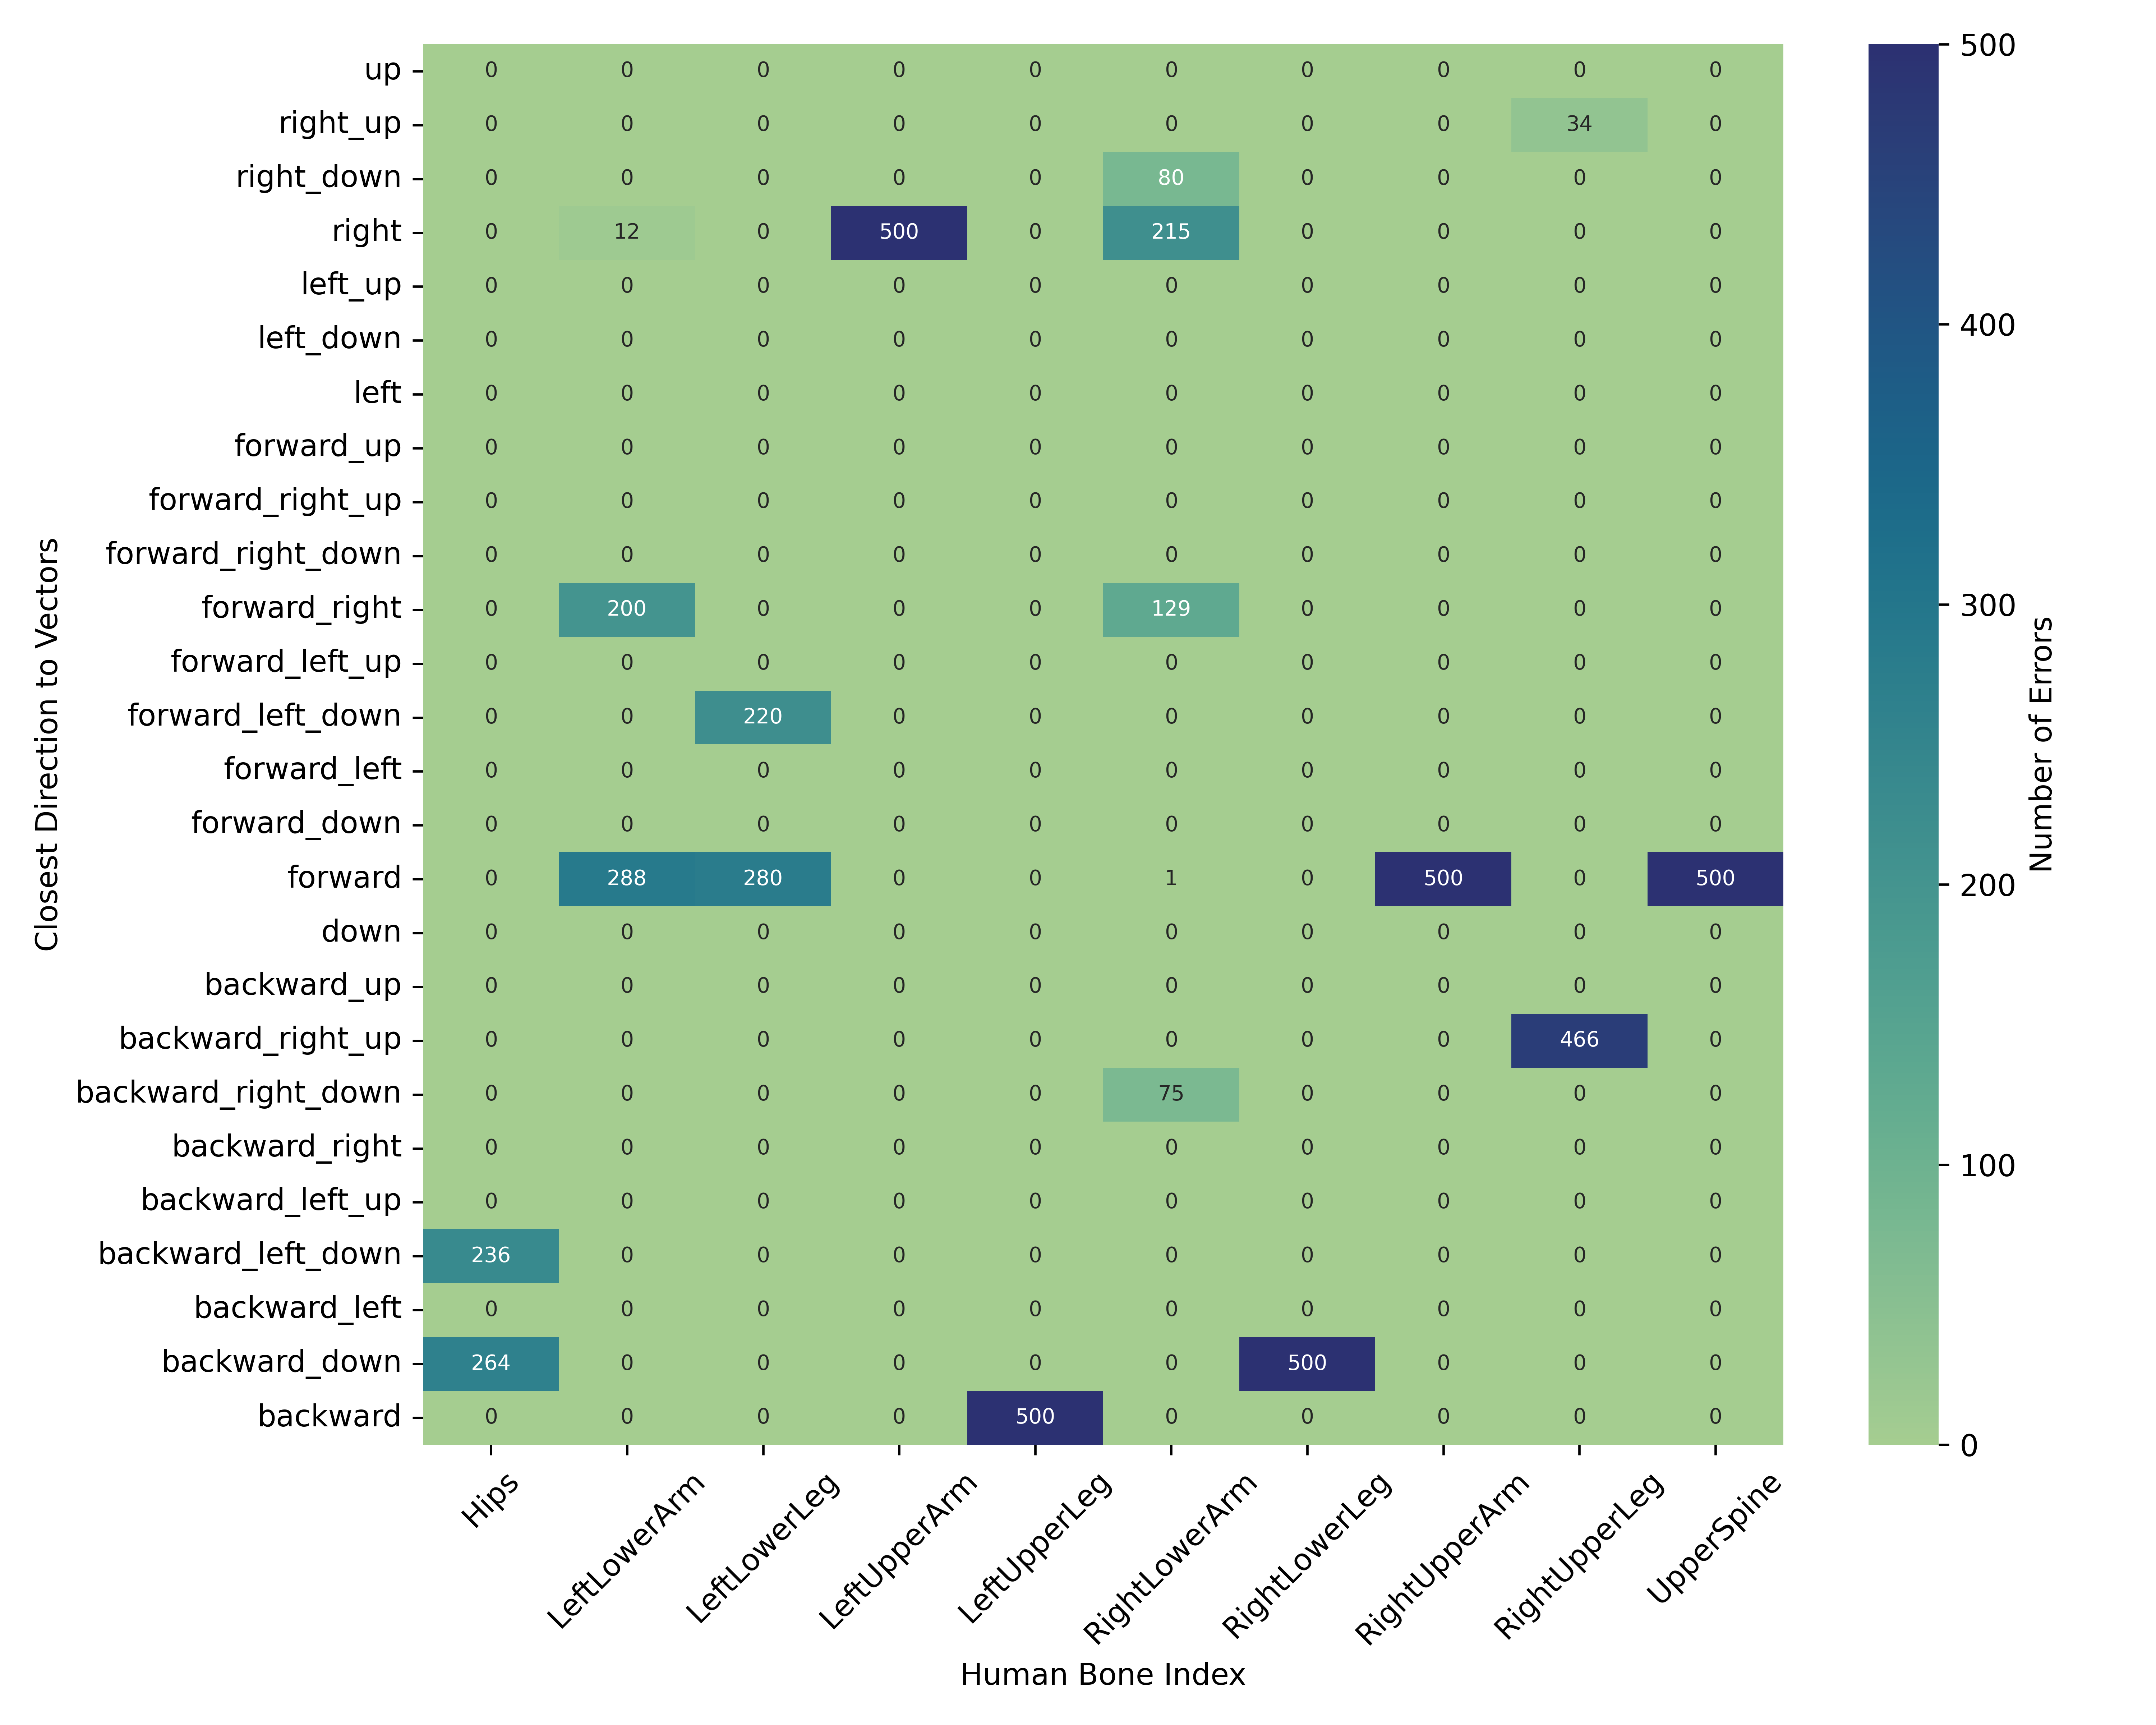 up 0 0 0 0 0 0 0 0 0 0
right_up 0 0 0 0 0 0 0 0 34 0
right_down 0 0 0 0 0 80 0 0 0 0
right 0 12 0 500 0 215 0 0 0 0
left_up 0 0 0 0 0 0 0 0 0 0
left_down 0 0 0 0 0 0 0 0 0 0
left 0 0 0 0 0 0 0 0 0 0
forward_up 0 0 0 0 0 0 0 0 0 0
forward_right_up 0 0 0 0 0 0 0 0 0 0
forward_right_down 0 0 0 0 0 0 0 0 0 0
forward_right 0 200 0 0 0 129 0 0 0 0
forward_left_up 0 0 0 0 0 0 0 0 0 0
forward_left_down 0 0 220 0 0 0 0 0 0 0
forward_left 0 0 0 0 0 0 0 0 0 0
forward_down 0 0 0 0 0 0 0 0 0 0
forward 0 288 280 0 0 1 0 500 0 500
down 0 0 0 0 0 0 0 0 0 0
backward_up 0 0 0 0 0 0 0 0 0 0
backward_right_up 0 0 0 0 0 0 0 0 466 0
backward_right_down 0 0 0 0 0 75 0 0 0 0
backward_right 0 0 0 0 0 0 0 0 0 0
backward_left_up 0 0 0 0 0 0 0 0 0 0
backward_left_down 236 0 0 0 0 0 0 0 0 0
backward_left 0 0 0 0 0 0 0 0 0 0
backward_down 264 0 0 0 0 0 500 0 0 0
backward 0 0 0 0 500 0 0 0 0 0
Hips LeftLowerArm LeftLowerLeg LeftUpperArm LeftUpperLeg RightLowerArm RightLowerLeg RightUpperArm RightUpperLeg UpperSpine
Human Bone Index
Closest Direction to Vectors
500
400
300
200
100
0
Number of Errors